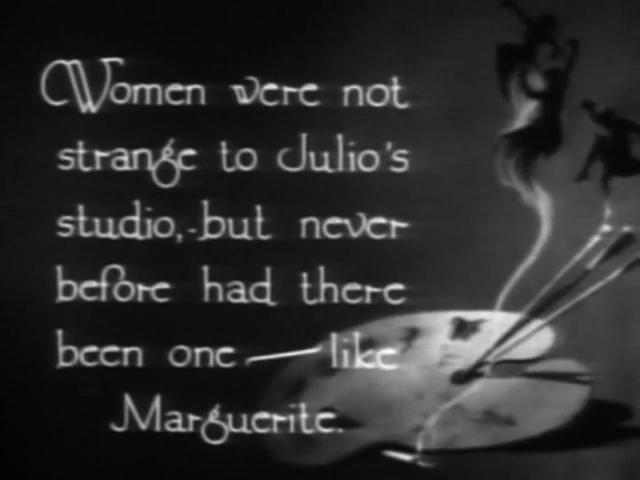 Women were not
strange to Julio's
studio,-but never
before had there
been one — like
Marguerite.